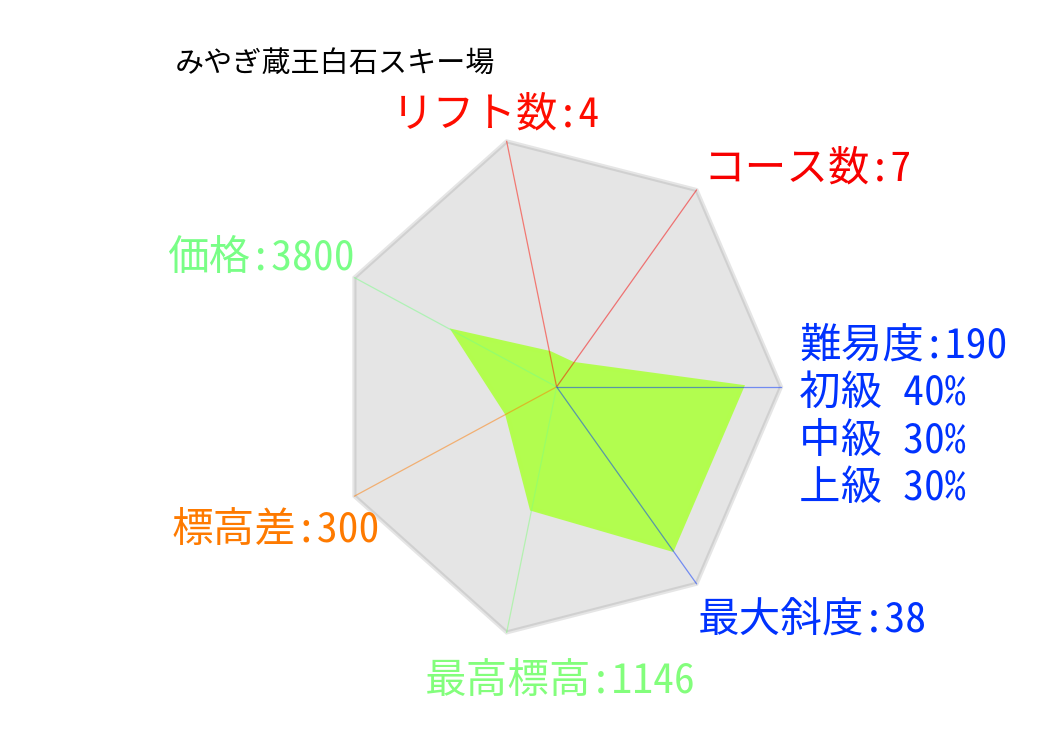 みやぎ蔵王白石スキー場
リフト数:4
コース数:7
価格:3800
難易度:190
初級 40%
中級 30%
上級 30%
標高差:300
最大斜度:38
最高標高:1146